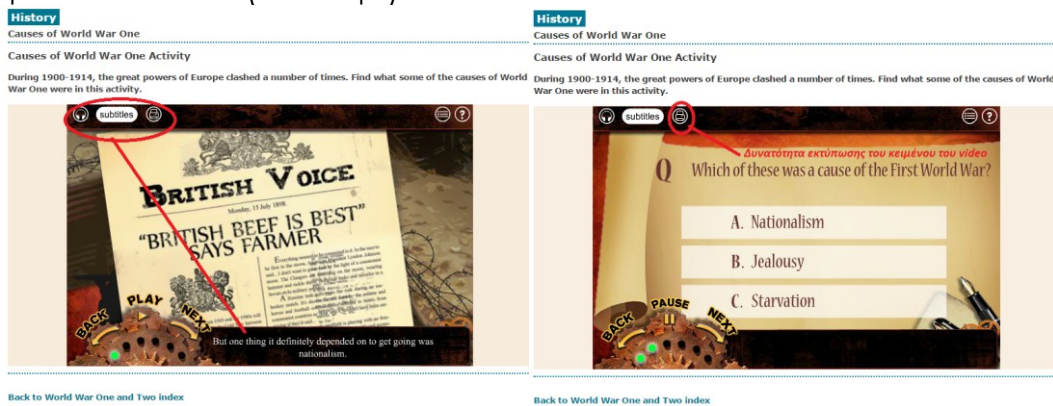 History
Causes of World War One
Causes of World War One Activity
During 1900-1914, the great powers of Europe clashed a number of times. Find what some of the causes of World
War One were in this activity.
subtitles
?
BRITISH VOICE
Monday, 15 July 1898
"BRITISH BEEF IS BEST"
SAYS FARMER
BACK
PLAY
NEXT
But one thing it definitely depended on to get going was
nationalism.
Back to World War One and Two index
History
Causes of World War One
Causes of World War One Activity
During 1900-1914, the great powers of Europe clashed a number of times. Find what some of the causes of World
War One were in this activity.
subtitles
?
Δυνατότητα εκτύπωσης του κειμένου του video
Q Which of these was a cause of the First World War?
A. Nationalism
B. Jealousy
C. Starvation
BACK
PAUSE
NEXT
Back to World War One and Two index